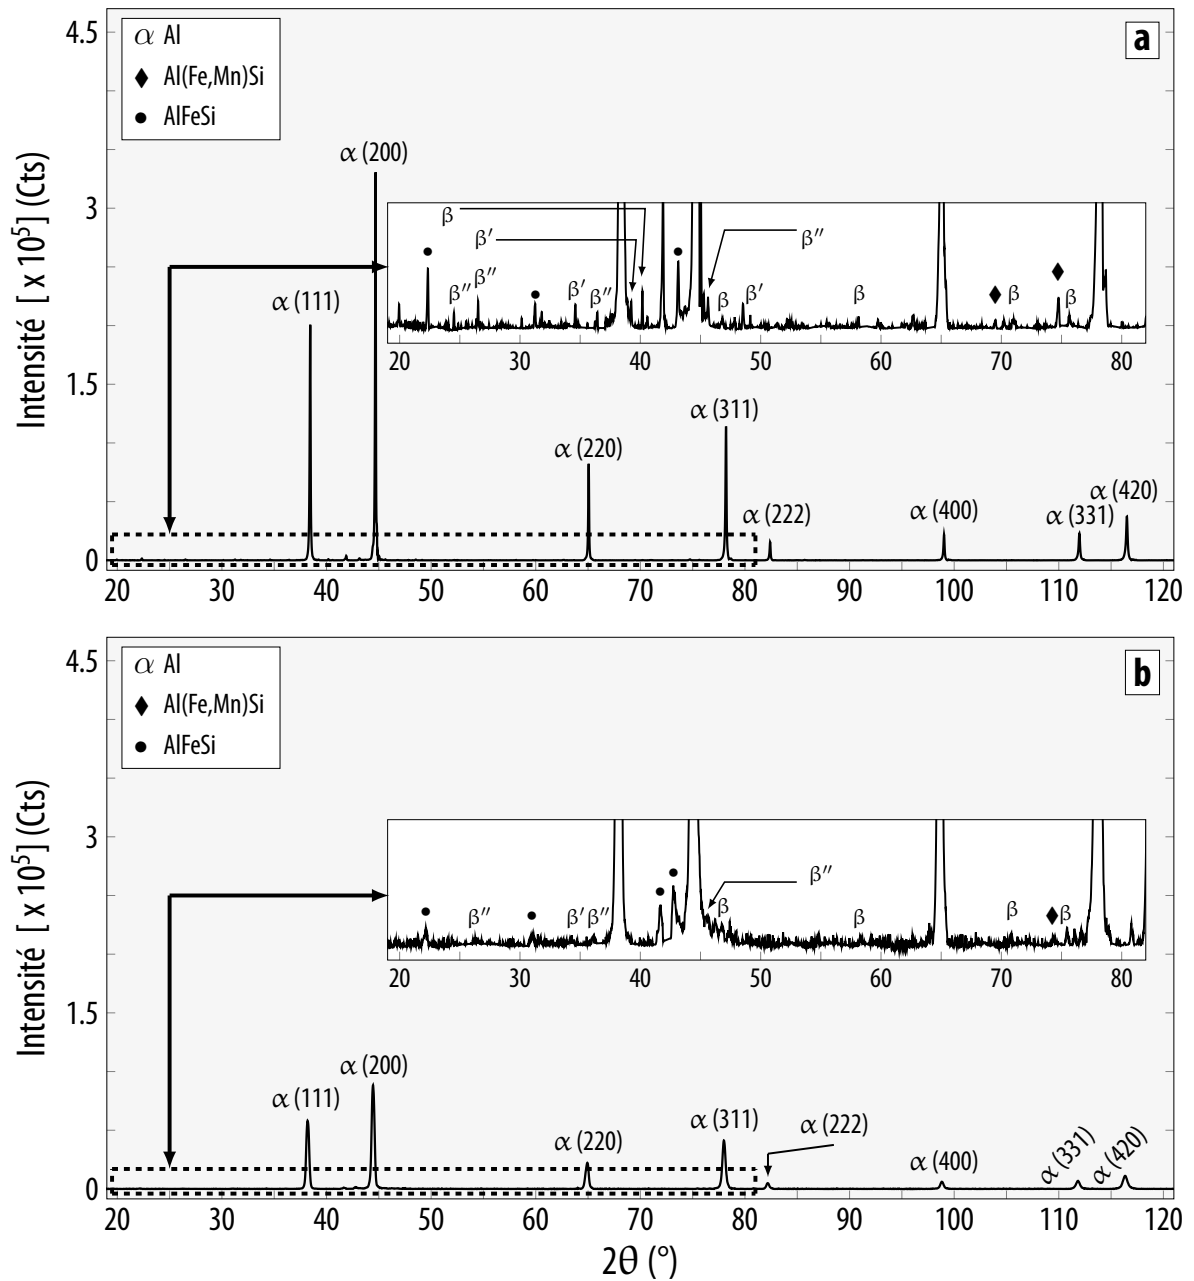 4.5
α Al
Al(Fe,Mn)Si
AlFeSi
a
α (200)
3
β
β′
β″
β″
β″
β′
β″
β
β′
β
β
β
20 30 40 50 60 70 80
α (111)
1.5
α (311)
α (220)
α (222)
α (400)
α (331)
α (420)
0
20 30 40 50 60 70 80 90 100 110 120
Intensité [ x 10⁵] (Cts)
4.5
α Al
Al(Fe,Mn)Si
AlFeSi
b
3
β″
β″
β′
β″
β
β
β
β
20 30 40 50 60 70 80
1.5
α (200)
α (111)
α (311)
α (220)
α (222)
α (400)
α (331)
α (420)
0
20 30 40 50 60 70 80 90 100 110 120
Intensité [ x 10⁵] (Cts)
2θ (°)